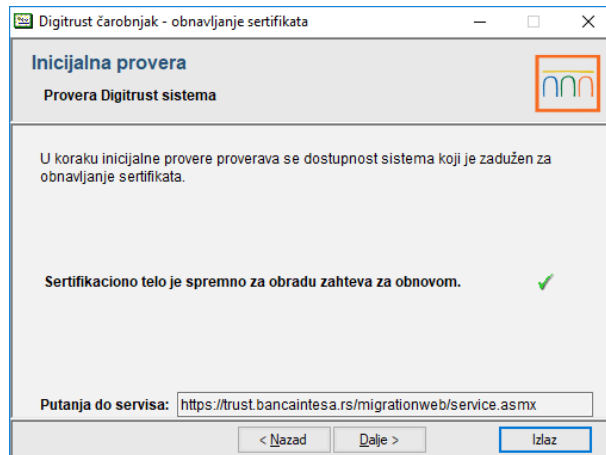 Digitrust čarobnjak - obnavljanje sertifikata
Inicijalna provera
Provera Digitrust sistema
U koraku inicijalne provere proverava se dostupnost sistema koji je zadužen za
obnavljanje sertifikata.
Sertifikaciono telo je spremno za obradu zahteva za obnovom.
Putanja do servisa: https://trust.bancaintesa.rs/migrationweb/service.asmx
< Nazad Dalje > Izlaz